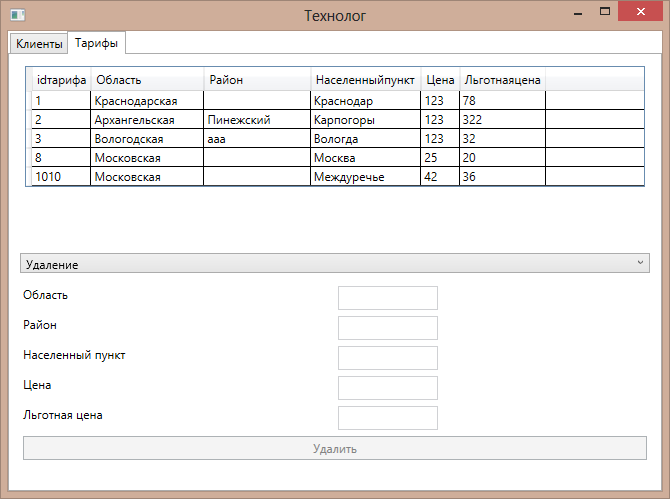 Технолог
Клиенты Тарифы
idтарифа Область Район Населенныйпункт Цена Льготнаяцена
1 Краснодарская Краснодар 123 78
2 Архангельская Пинежский Карпогоры 123 322
3 Вологодская ааа Вологда 123 32
8 Московская Москва 25 20
1010 Московская Междуречье 42 36
Удаление
Область
Район
Населенный пункт
Цена
Льготная цена
Удалить